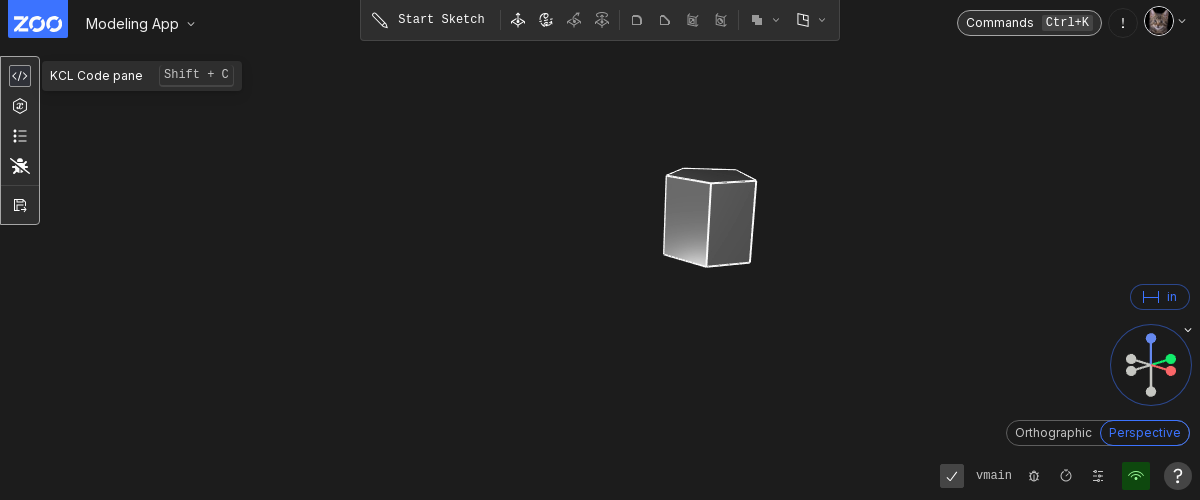 ZOO
Modeling App
Start Sketch
Commands Ctrl+K
!
KCL Code pane Shift + C
in
Orthographic Perspective
vmain
?